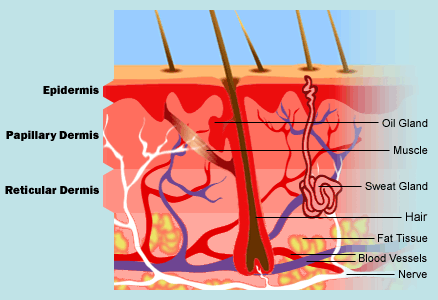 Epidermis
Papillary Dermis
Reticular Dermis
Oil Gland
Muscle
Sweat Gland
Hair
Fat Tissue
Blood Vessels
Nerve